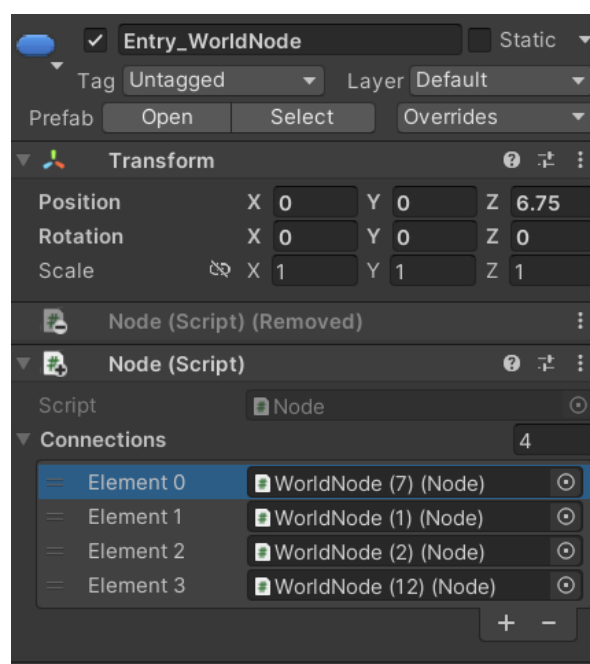 Entry_WorldNode Static
Tag Untagged Layer Default
Prefab Open Select Overrides
Transform
Position X 0 Y 0 Z 6.75
Rotation X 0 Y 0 Z 0
Scale X 1 Y 1 Z 1
Node (Script) (Removed)
Node (Script)
Script Node
Connections 4
Element 0 WorldNode (7) (Node)
Element 1 WorldNode (1) (Node)
Element 2 WorldNode (2) (Node)
Element 3 WorldNode (12) (Node)
+ −